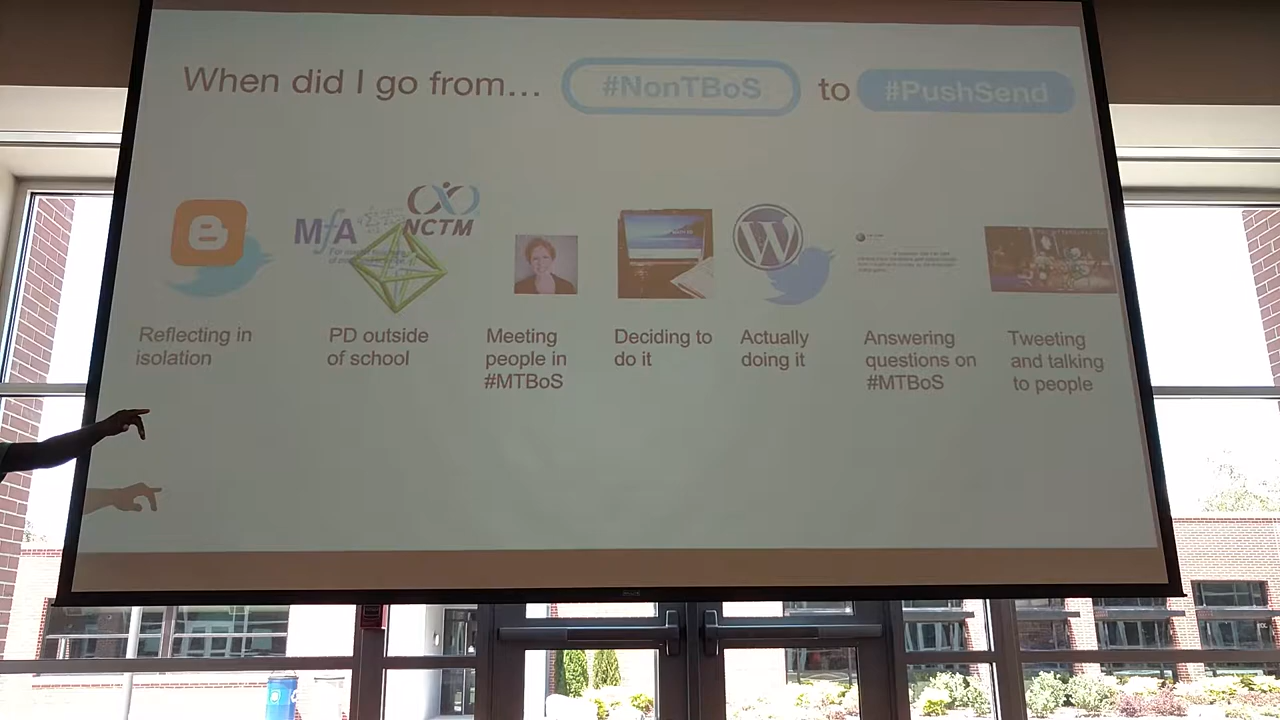 When did I go from... #NonTBoS to #PushSend
MfA
NCTM
Reflecting in
isolation
PD outside
of school
Meeting
people in
#MTBoS
Deciding to
do it
Actually
doing it
Answering
questions on
#MTBoS
Tweeting
and talking
to people